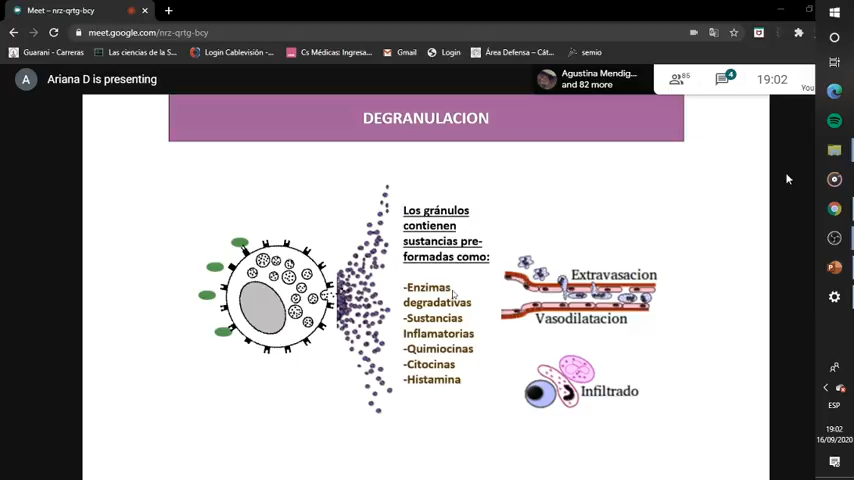 Meet – nrz-qrtg-bcy
meet.google.com/nrz-qrtg-bcy
Guarani - Carreras
Las ciencias de la S...
Login Cablevisión...
Cs Médicas: Ingresa...
Gmail
Login
Área Defensa – Cát...
semio
A
Ariana D is presenting
Agustina Mendig...
and 82 more
85
4
19:02
You
DEGRANULACION
Los gránulos
contienen
sustancias pre-
formadas como:
-Enzimas
degradativas
-Sustancias
Inflamatorias
-Quimiocinas
-Citocinas
-Histamina
Extravasacion
Vasodilatacion
Infiltrado
ESP
19:02
16/09/2020